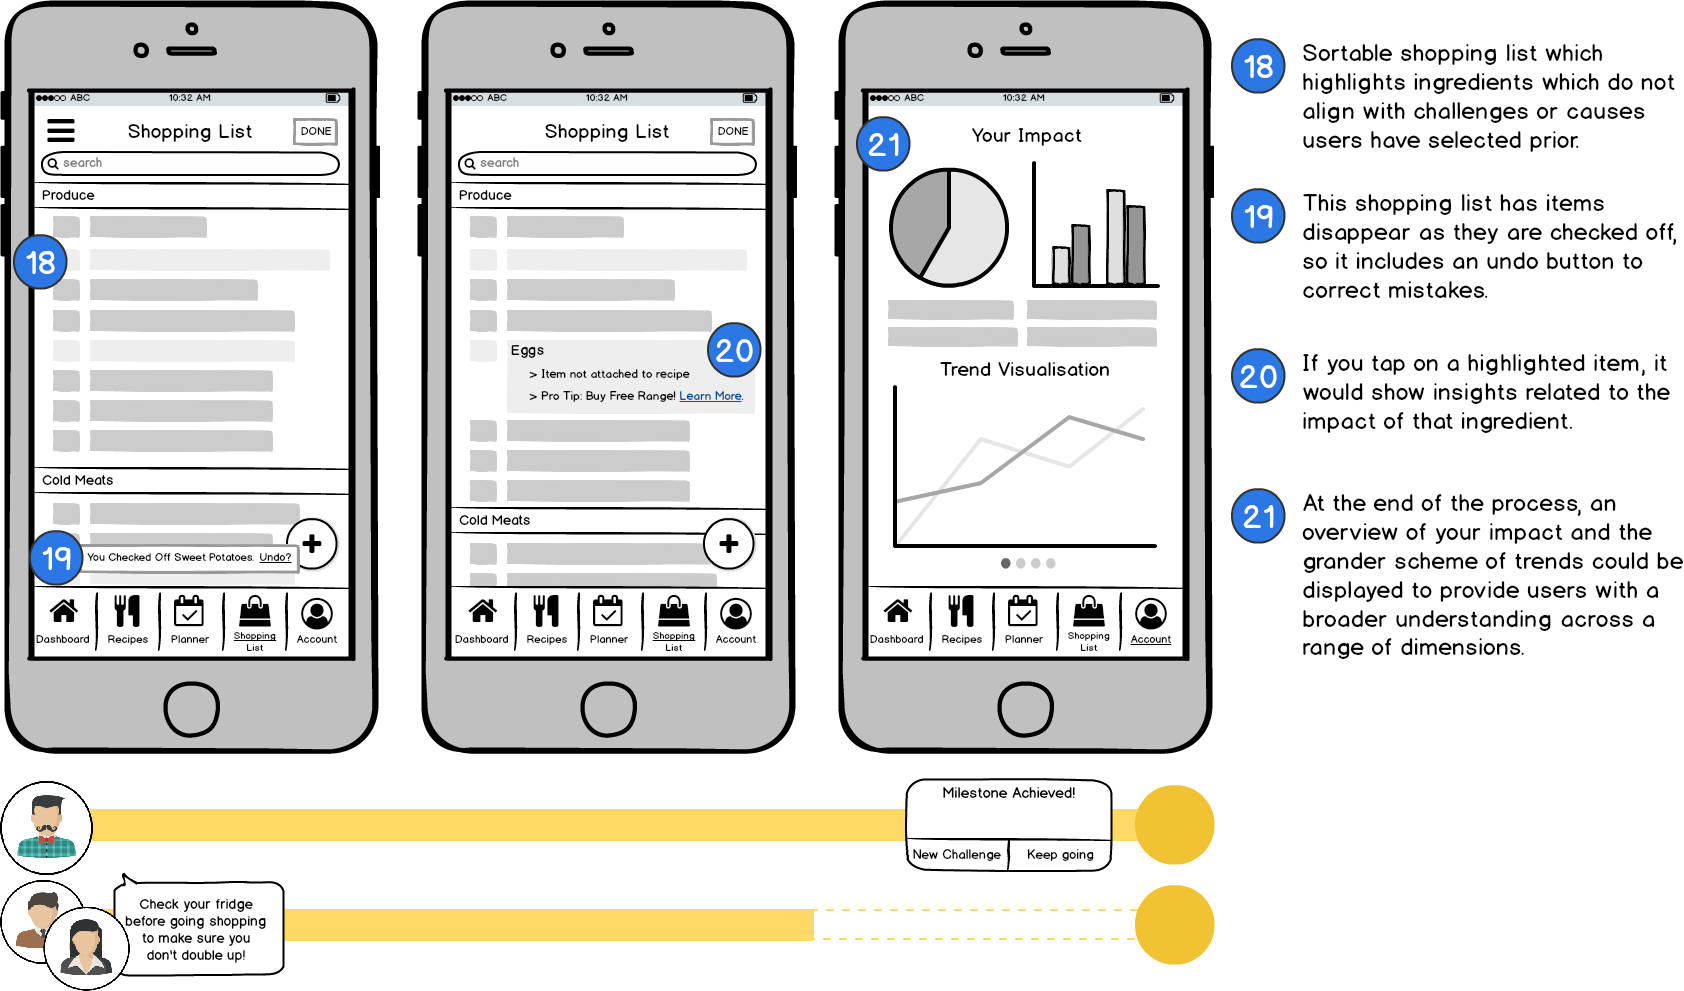 ABC 10:32 AM
Shopping List
DONE
search
Produce
18
Cold Meats
19
You Checked Off Sweet Potatoes. Undo?
+
Dashboard
Recipes
Planner
Shopping
List
Account
ABC 10:32 AM
Shopping List
DONE
search
Produce
Eggs
20
> Item not attached to recipe
> Pro Tip: Buy Free Range! Learn More.
Cold Meats
+
Dashboard
Recipes
Planner
Shopping
List
Account
ABC 10:32 AM
21
Your Impact
Trend Visualisation
Dashboard
Recipes
Planner
Shopping
List
Account
18
Sortable shopping list which
highlights ingredients which do not
align with challenges or causes
users have selected prior.
19
This shopping list has items
disappear as they are checked off,
so it includes an undo button to
correct mistakes.
20
If you tap on a highlighted item, it
would show insights related to the
impact of that ingredient.
21
At the end of the process, an
overview of your impact and the
grander scheme of trends could be
displayed to provide users with a
broader understanding across a
range of dimensions.
Milestone Achieved!
New Challenge
Keep going
Check your fridge
before going shopping
to make sure you
don't double up!